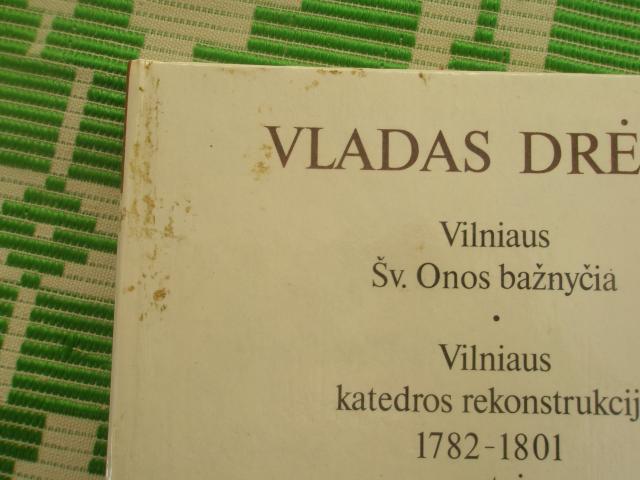 VLADAS DRĖ
Vilniaus
Šv. Onos bažnyčia
•
Vilniaus
katedros rekonstrukcij
1782-1801